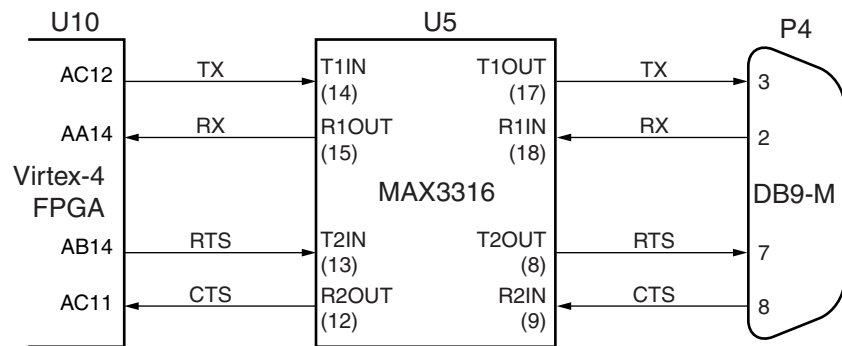 U10
U5
P4
AC12
TX
T1IN
(14)
T1OUT
(17)
TX
3
AA14
RX
R1OUT
(15)
R1IN
(18)
RX
2
Virtex-4
FPGA
MAX3316
DB9-M
AB14
RTS
T2IN
(13)
T2OUT
(8)
RTS
7
AC11
CTS
R2OUT
(12)
R2IN
(9)
CTS
8